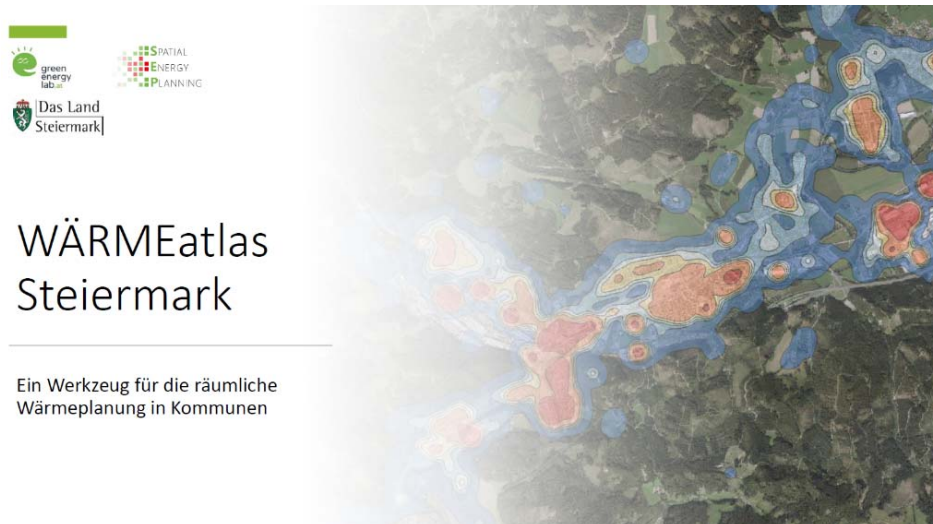 green
energy
lab.at
SPATIAL
ENERGY
PLANNING
Das Land
Steiermark
WÄRMEatlas
Steiermark
Ein Werkzeug für die räumliche
Wärmeplanung in Kommunen